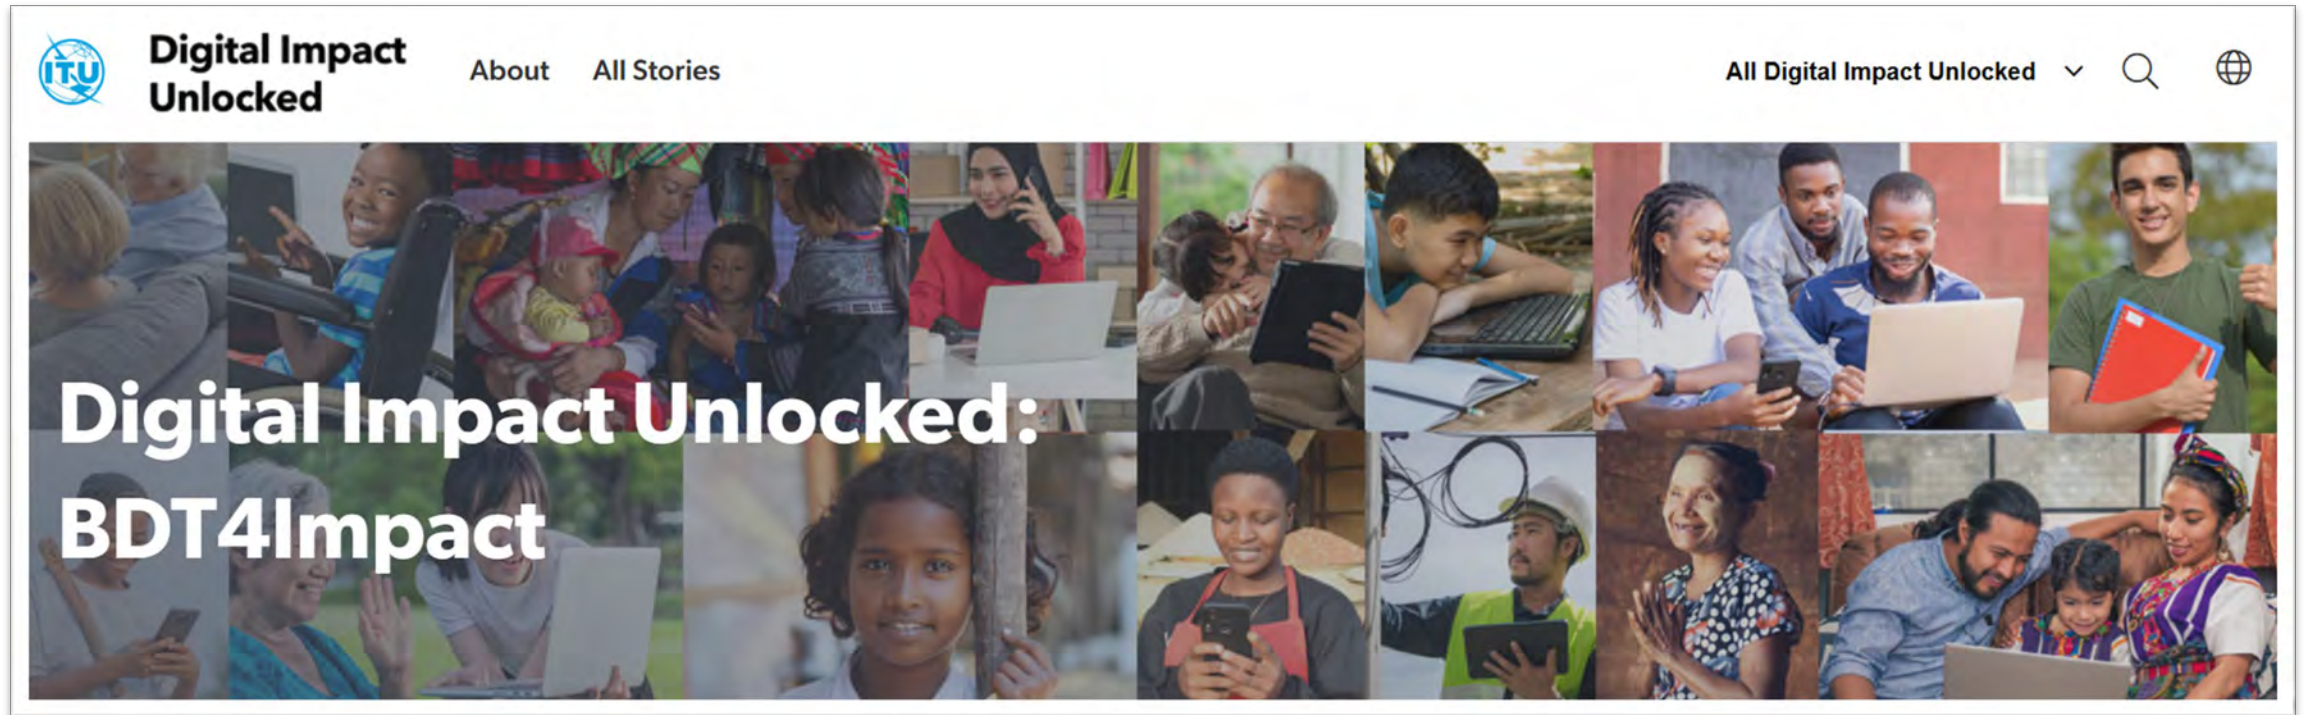 ITU
Digital Impact
Unlocked
About
All Stories
All Digital Impact Unlocked
Digital Impact Unlocked:
BDT4Impact